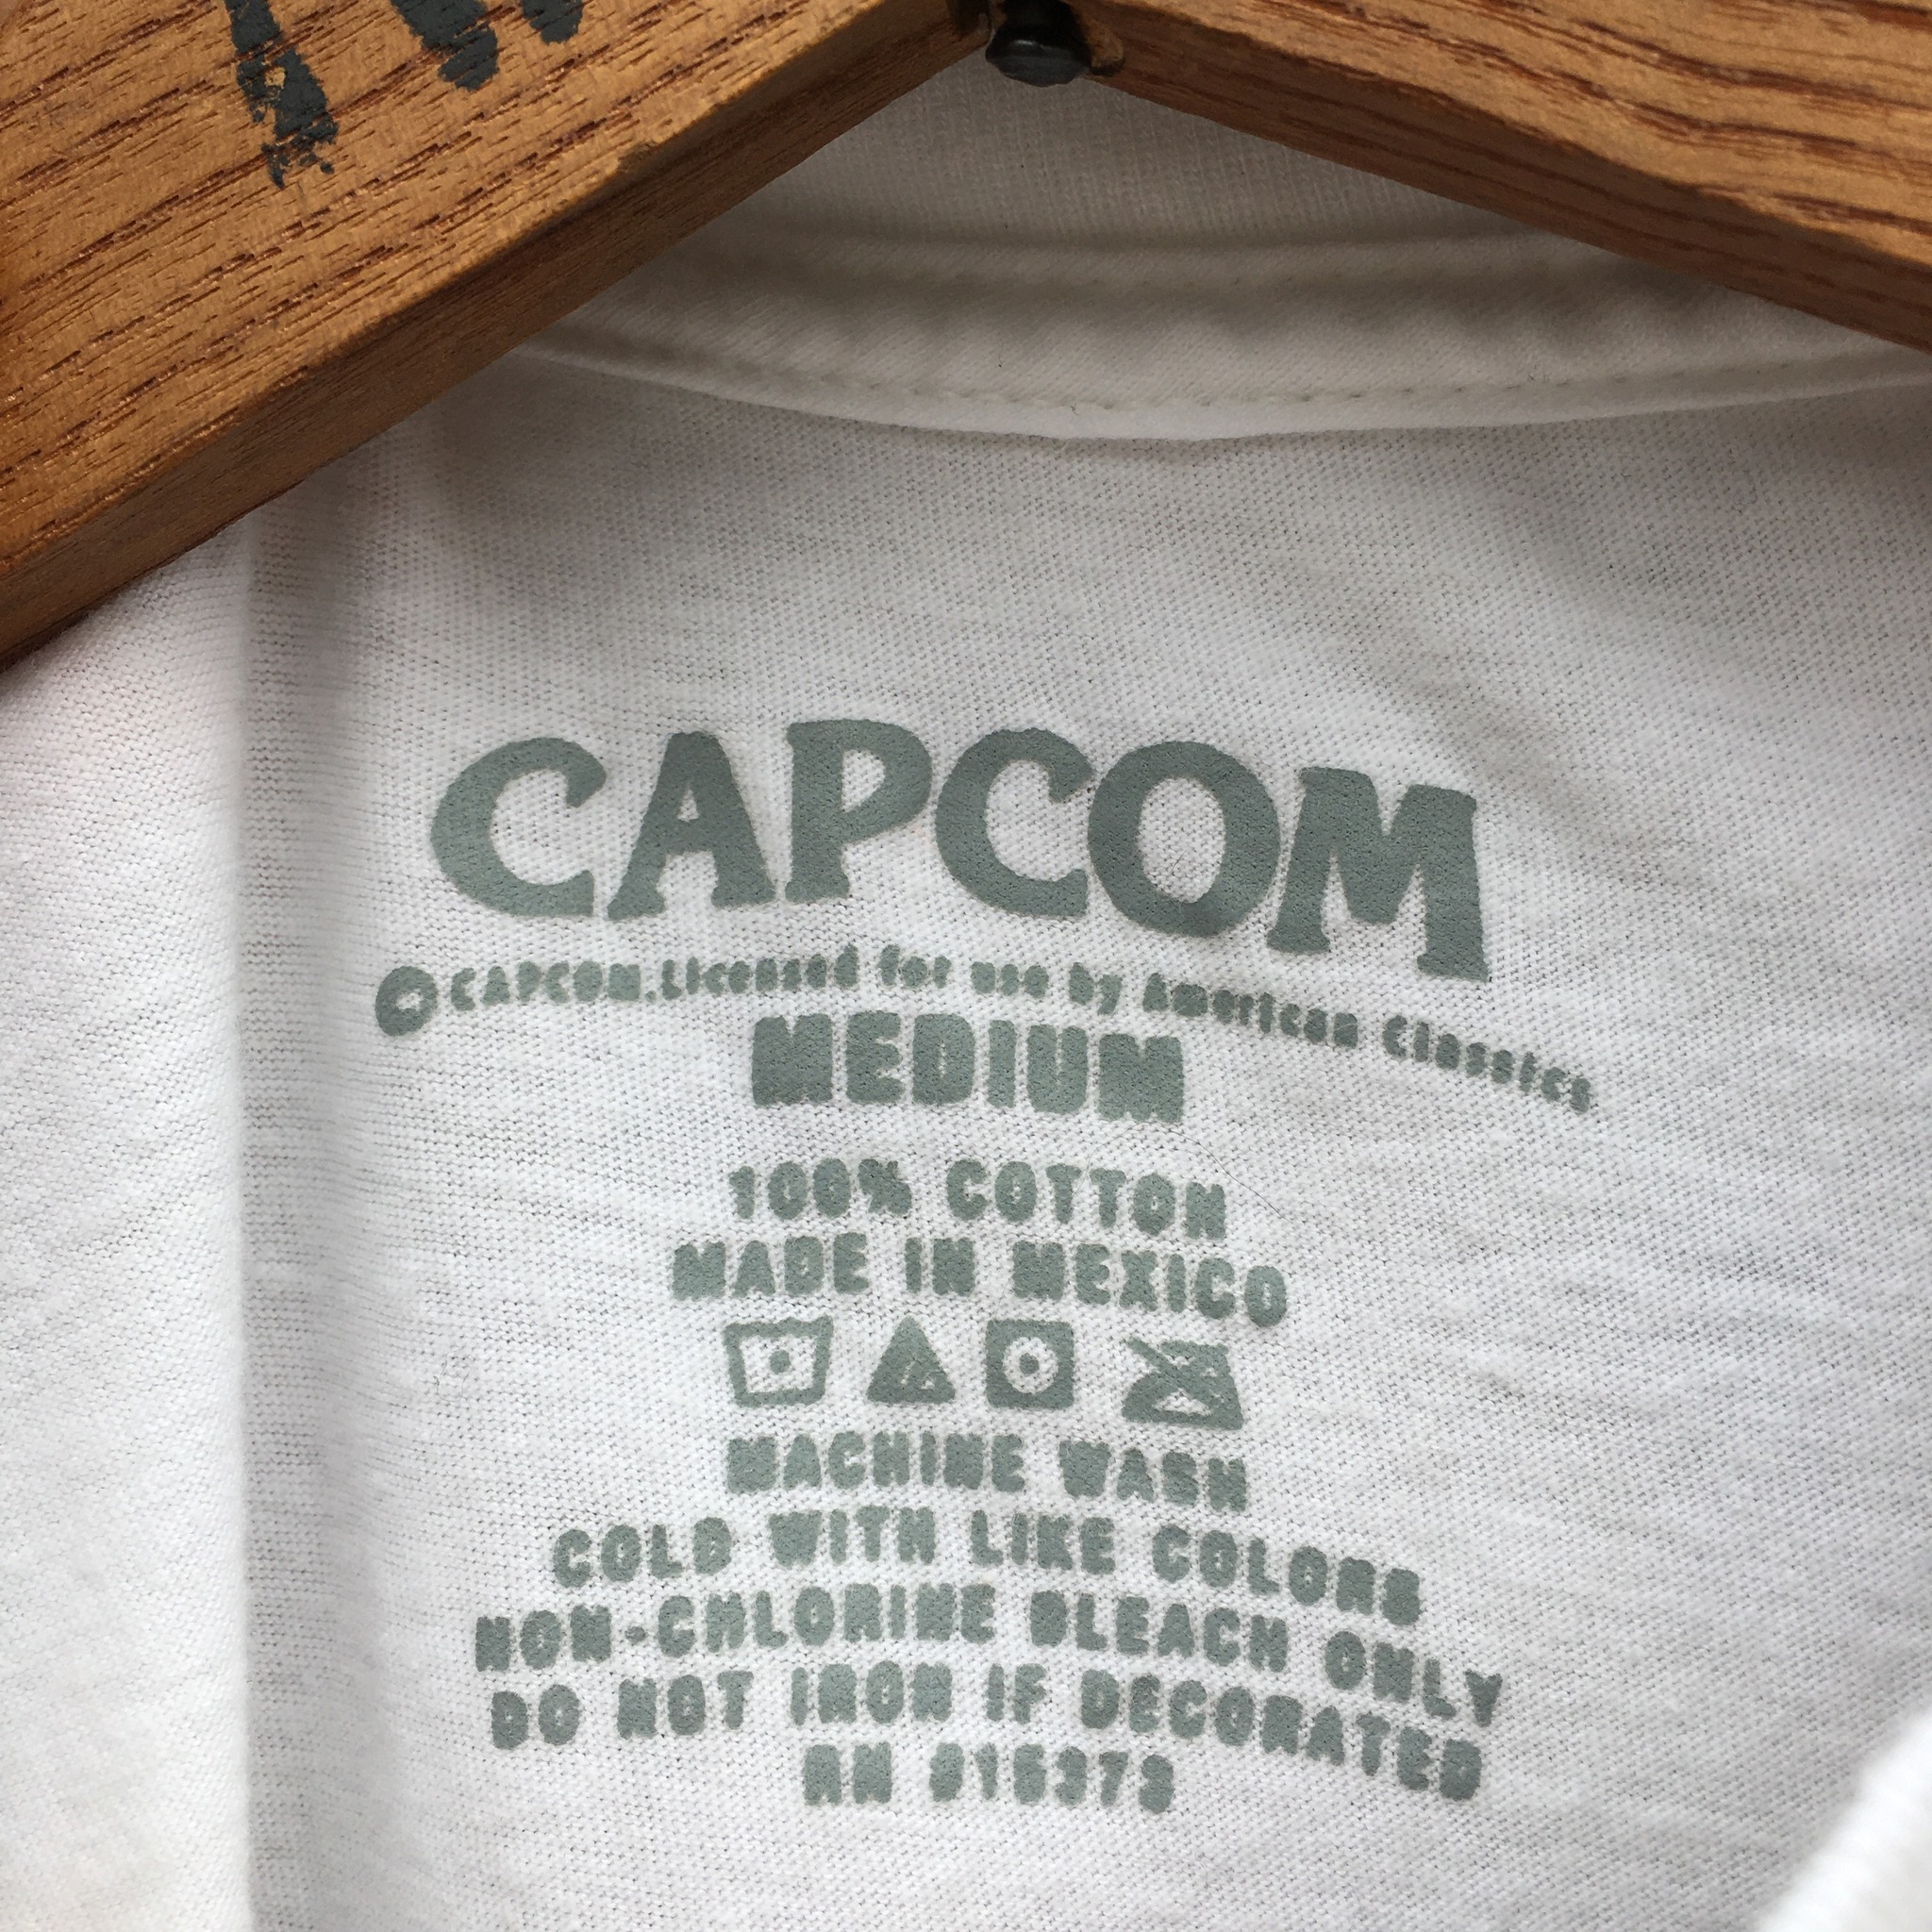 CAPCOM
©CAPCOM. Licensed for use by American Classics
MEDIUM
100% COTTON
MADE IN MEXICO
MACHINE WASH
COLD WITH LIKE COLORS
NON-CHLORINE BLEACH ONLY
DO NOT IRON IF DECORATED
RN